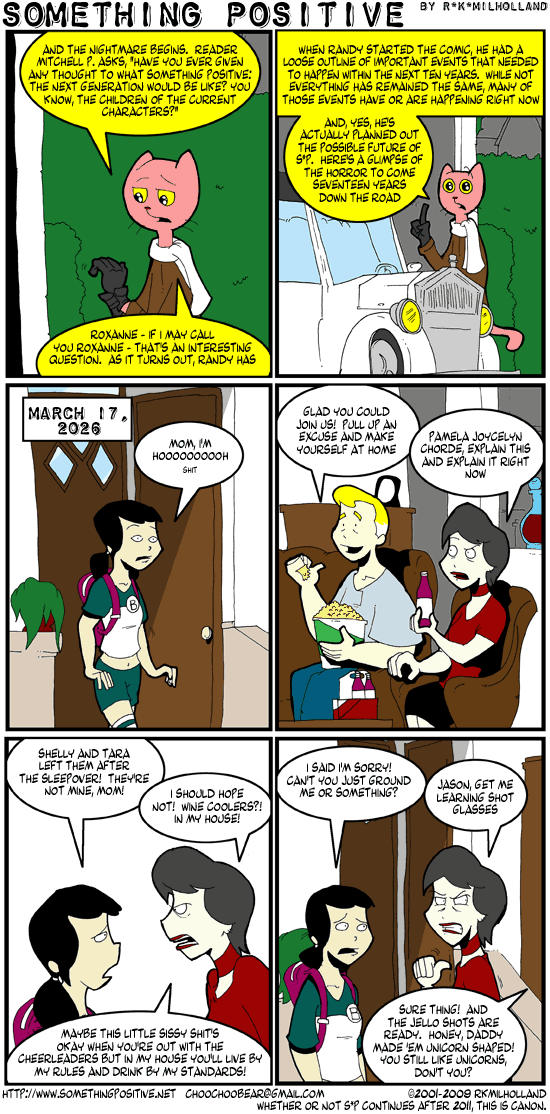 SOMETHING POSITIVE
BY R*K*MILHOLLAND
AND THE NIGHTMARE BEGINS. READER
MITCHELL P. ASKS, "HAVE YOU EVER GIVEN
ANY THOUGHT TO WHAT SOMETHING POSITIVE:
THE NEXT GENERATION WOULD BE LIKE? YOU
KNOW, THE CHILDREN OF THE CURRENT
CHARACTERS?"
ROXANNE - IF I MAY CALL
YOU ROXANNE - THAT'S AN INTERESTING
QUESTION. AS IT TURNS OUT, RANDY HAS
WHEN RANDY STARTED THE COMIC, HE HAD A
LOOSE OUTLINE OF IMPORTANT EVENTS THAT NEEDED
TO HAPPEN WITHIN THE NEXT TEN YEARS. WHILE NOT
EVERYTHING HAS REMAINED THE SAME, MANY OF
THOSE EVENTS HAVE OR ARE HAPPENING RIGHT NOW
AND, YES, HE'S
ACTUALLY PLANNED OUT
THE POSSIBLE FUTURE OF
S*P. HERE'S A GLIMPSE OF
THE HORROR TO COME
SEVENTEEN YEARS
DOWN THE ROAD
MARCH 17,
2026
MOM, I'M
HOOOOOOOOOH
SHIT
B
GLAD YOU COULD
JOIN US! PULL UP AN
EXCUSE AND MAKE
YOURSELF AT HOME
PAMELA JOYCELYN
CHORDE, EXPLAIN THIS
AND EXPLAIN IT RIGHT
NOW
SHELLY AND TARA
LEFT THEM AFTER
THE SLEEPOVER! THEY'RE
NOT MINE, MOM!
I SHOULD HOPE
NOT! WINE COOLERS?!
IN MY HOUSE!
MAYBE THIS LITTLE SISSY SHIT'S
OKAY WHEN YOU'RE OUT WITH THE
CHEERLEADERS BUT IN MY HOUSE YOU'LL LIVE BY
MY RULES AND DRINK BY MY STANDARDS!
I SAID I'M SORRY!
CAN'T YOU JUST GROUND
ME OR SOMETHING?
JASON, GET ME
LEARNING SHOT
GLASSES
SURE THING! AND
THE JELLO SHOTS ARE
READY. HONEY, DADDY
MADE 'EM UNICORN SHAPED!
YOU STILL LIKE UNICORNS,
DON'T YOU?
HTTP://WWW.SOMETHINGPOSITIVE.NET CHOOCHOOBEAR@GMAIL.COM
©2001-2009 RKMILHOLLAND
WHETHER OR NOT S*P CONTINUES AFTER 2011, THIS IS CANON.